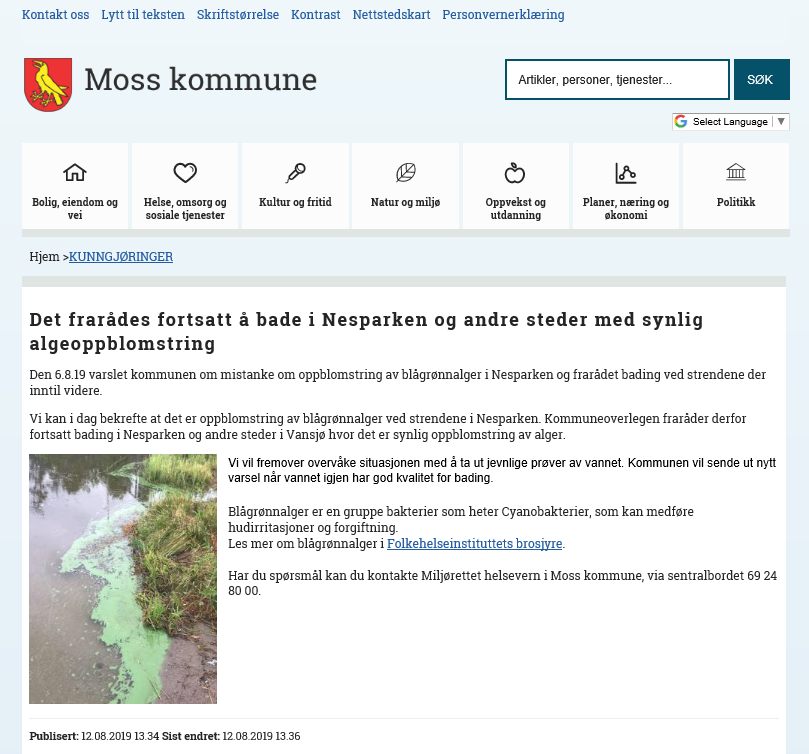 Kontakt oss Lytt til teksten Skriftstørrelse Kontrast Nettstedskart Personvernerklæring
Moss kommune
Artikler, personer, tjenester...
SØK
Select Language ▼
Bolig, eiendom og
vei
Helse, omsorg og
sosiale tjenester
Kultur og fritid
Natur og miljø
Oppvekst og
utdanning
Planer, næring og
økonomi
Politikk
Hjem >KUNNGJØRINGER
Det frarådes fortsatt å bade i Nesparken og andre steder med synlig
algeoppblomstring
Den 6.8.19 varslet kommunen om mistanke om oppblomstring av blågrønnalger i Nesparken og frarådet bading ved strendene der
inntil videre.
Vi kan i dag bekrefte at det er oppblomstring av blågrønnalger ved strendene i Nesparken. Kommuneoverlegen fraråder derfor
fortsatt bading i Nesparken og andre steder i Vansjø hvor det er synlig oppblomstring av alger.
Vi vil fremover overvåke situasjonen med å ta ut jevnlige prøver av vannet. Kommunen vil sende ut nytt
varsel når vannet igjen har god kvalitet for bading.
Blågrønnalger er en gruppe bakterier som heter Cyanobakterier, som kan medføre
hudirritasjoner og forgiftning.
Les mer om blågrønnalger i Folkehelseinstituttets brosjyre.
Har du spørsmål kan du kontakte Miljørettet helsevern i Moss kommune, via sentralbordet 69 24
80 00.
Publisert: 12.08.2019 13.34 Sist endret: 12.08.2019 13.36